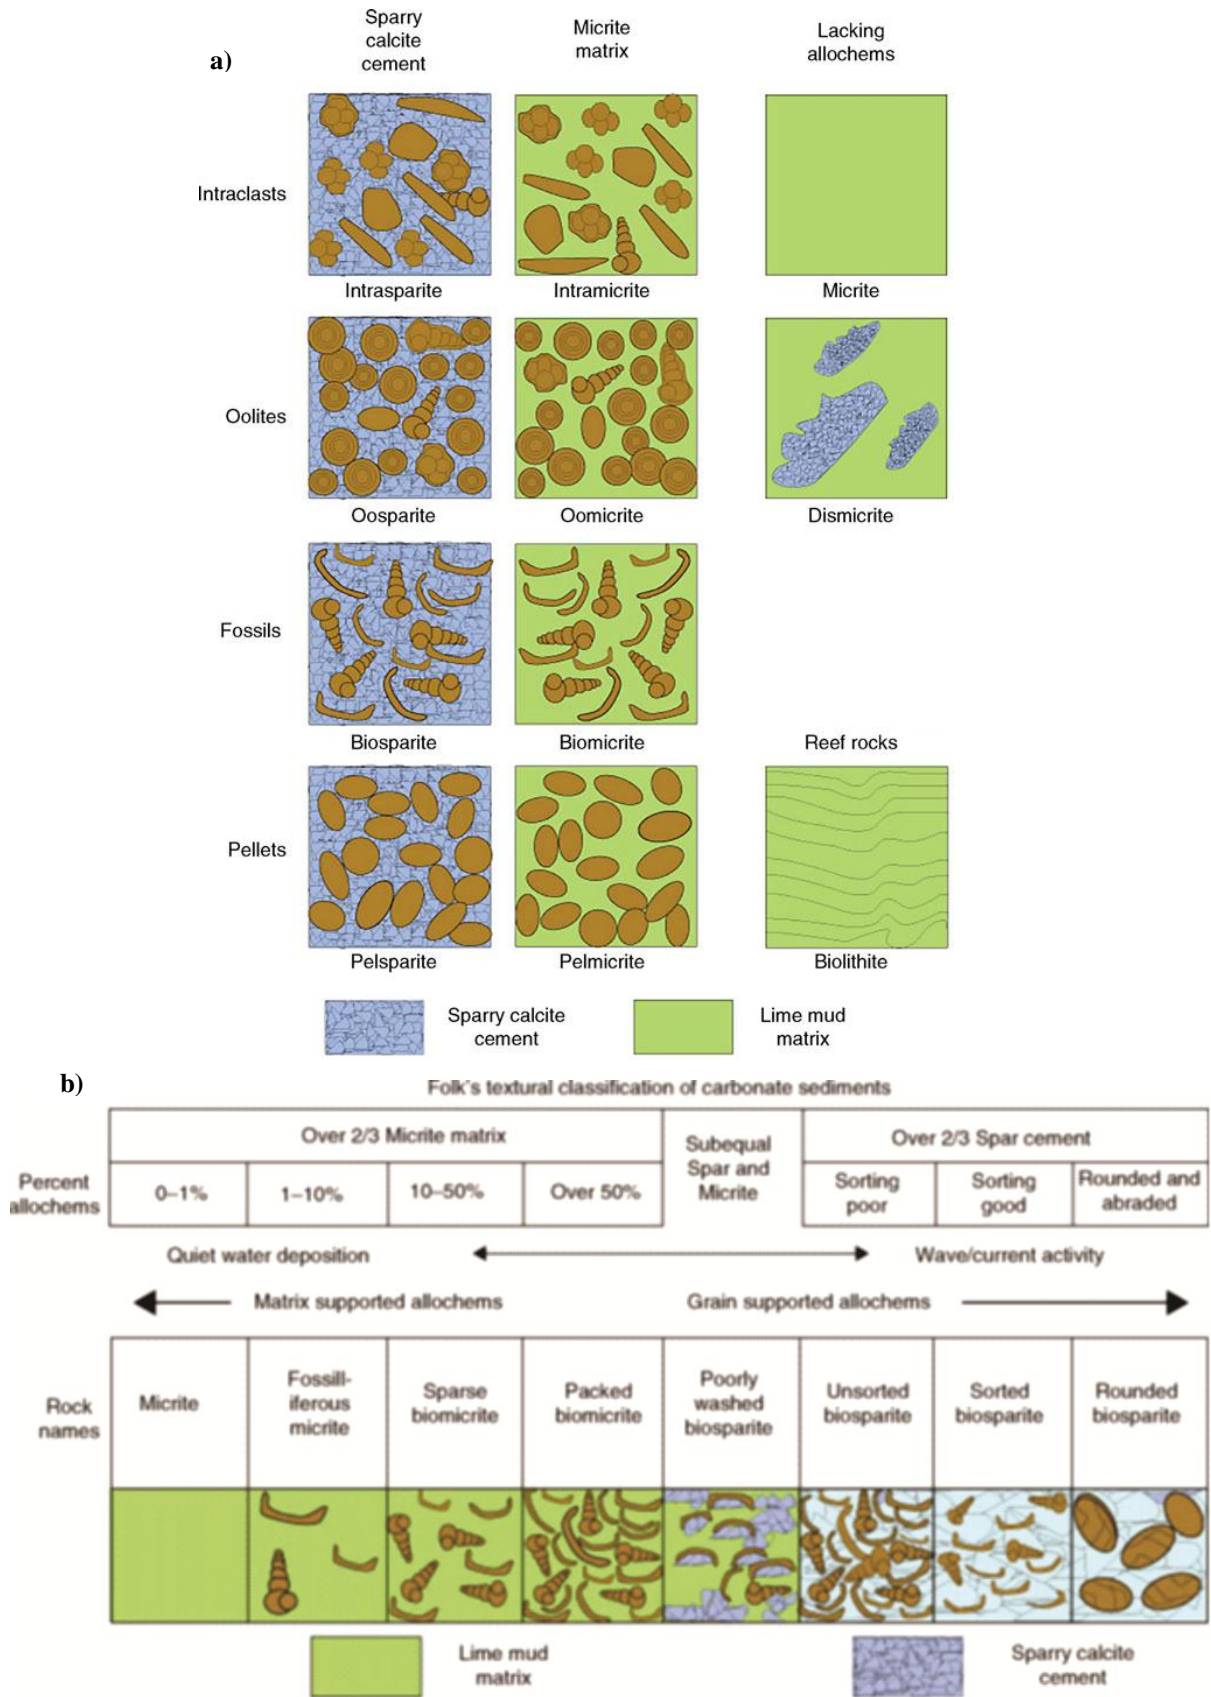 a)
Sparry
calcite
cement
Micrite
matrix
Lacking
allochems
Intraclasts
Intrasparite
Intramicrite
Micrite
Oolites
Oosparite
Oomicrite
Dismicrite
Fossils
Biosparite
Biomicrite
Reef rocks
Pellets
Pelsparite
Pelmicrite
Biolithite
Sparry calcite
cement
Lime mud
matrix
b)
Folk's textural classification of carbonate sediments
Over 2/3 Micrite matrix
Subequal
Spar and
Micrite
Over 2/3 Spar cement
Percent
allochems
0–1%
1–10%
10–50%
Over 50%
Sorting
poor
Sorting
good
Rounded and
abraded
Quiet water deposition
Wave/current activity
Matrix supported allochems
Grain supported allochems
Rock
names
Micrite
Fossill-
iferous
micrite
Sparse
biomicrite
Packed
biomicrite
Poorly
washed
biosparite
Unsorted
biosparite
Sorted
biosparite
Rounded
biosparite
Lime mud
matrix
Sparry calcite
cement